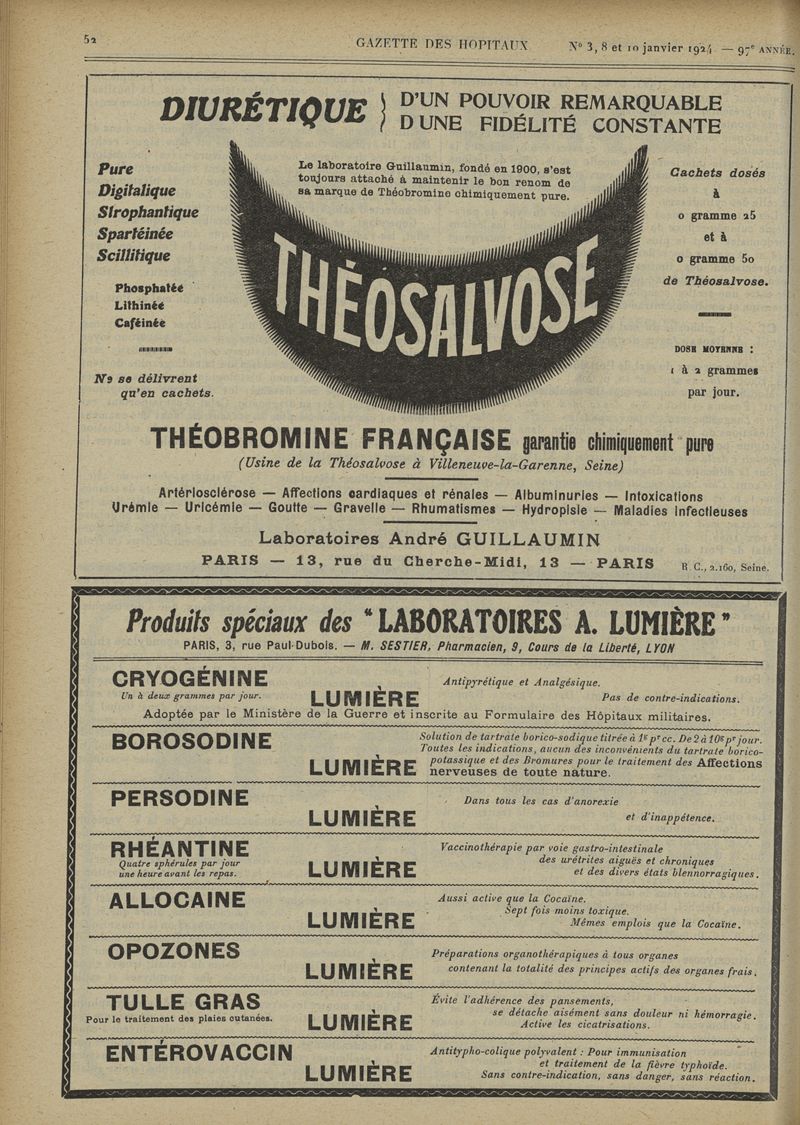 52
GAZETTE DES HOPITAUX
N° 3, 8 et 10 janvier 1924 — 97e ANNÉE.
DIURÉTIQUE } D'UN POUVOIR REMARQUABLE
D UNE FIDÉLITÉ CONSTANTE
Pure
Digitalique
Strophantique
Spartéinée
Scillitique
Phosphatée
Lithinée
Caféinée
Ne se délivrent
qu'en cachets.
Le laboratoire Guillaumin, fondé en 1900, s'est
toujours attaché à maintenir le bon renom de
sa marque de Théobromine chimiquement pure.
THÉOSALVOSE
Cachets dosés
à
0 gramme 25
et à
0 gramme 50
de Théosalvose.
DOSE MOYENNE :
1 à 2 grammes
par jour.
THÉOBROMINE FRANÇAISE garantie chimiquement pure
(Usine de la Théosalvose à Villeneuve-la-Garenne, Seine)
Artériosclérose — Affections cardiaques et rénales — Albuminuries — Intoxications
Urémie — Uricémie — Goutte — Gravelle — Rhumatismes — Hydropisie — Maladies Infectieuses
Laboratoires André GUILLAUMIN
PARIS — 13, rue du Cherche-Midi, 13 — PARIS
R. C., 2.160, Seine.
Produits spéciaux des "LABORATOIRES A. LUMIÈRE"
PARIS, 3, rue Paul-Dubois. — M. SESTIER, Pharmacien, 9, Cours de la Liberté, LYON
CRYOGÉNINE
Un à deux grammes par jour.
LUMIÈRE
Antipyrétique et Analgésique.
Pas de contre-indications.
Adoptée par le Ministère de la Guerre et inscrite au Formulaire des Hôpitaux militaires.
BOROSODINE
LUMIÈRE
Solution de tartrate borico-sodique titrée à 1g pr cc. De 2 à 10g pr jour.
Toutes les indications, aucun des inconvénients du tartrate borico-
potassique et des Bromures pour le traitement des Affections
nerveuses de toute nature.
PERSODINE
LUMIÈRE
Dans tous les cas d'anorexie
et d'inappétence.
RHÉANTINE
Quatre sphérules par jour
une heure avant les repas.
LUMIÈRE
Vaccinothérapie par voie gastro-intestinale
des urétrites aiguës et chroniques
et des divers états blennorragiques.
ALLOCAINE
LUMIÈRE
Aussi active que la Cocaïne.
Sept fois moins toxique.
Mêmes emplois que la Cocaïne.
OPOZONES
LUMIÈRE
Préparations organothérapiques à tous organes
contenant la totalité des principes actifs des organes frais.
TULLE GRAS
Pour le traitement des plaies cutanées.
LUMIÈRE
Évite l'adhérence des pansements,
se détache aisément sans douleur ni hémorragie.
Active les cicatrisations.
ENTÉROVACCIN
LUMIÈRE
Antitypho-colique polyvalent : Pour immunisation
et traitement de la fièvre typhoïde.
Sans contre-indication, sans danger, sans réaction.